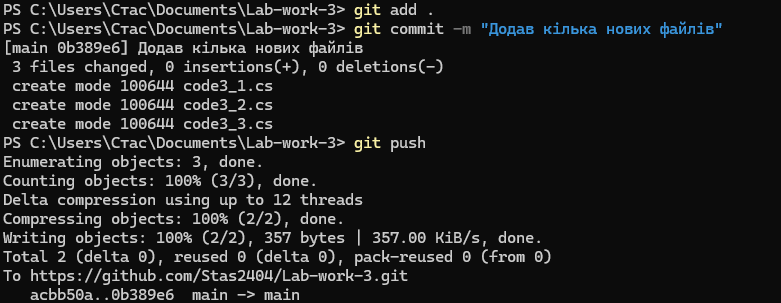 PS C:\Users\Стас\Documents\Lab-work-3> git add .
PS C:\Users\Стас\Documents\Lab-work-3> git commit -m "Додав кілька нових файлів"
[main 0b389e6] Додав кілька нових файлів
 3 files changed, 0 insertions(+), 0 deletions(-)
 create mode 100644 code3_1.cs
 create mode 100644 code3_2.cs
 create mode 100644 code3_3.cs
PS C:\Users\Стас\Documents\Lab-work-3> git push
Enumerating objects: 3, done.
Counting objects: 100% (3/3), done.
Delta compression using up to 12 threads
Compressing objects: 100% (2/2), done.
Writing objects: 100% (2/2), 357 bytes | 357.00 KiB/s, done.
Total 2 (delta 0), reused 0 (delta 0), pack-reused 0 (from 0)
To https://github.com/Stas2404/Lab-work-3.git
   acbb50a..0b389e6  main -> main